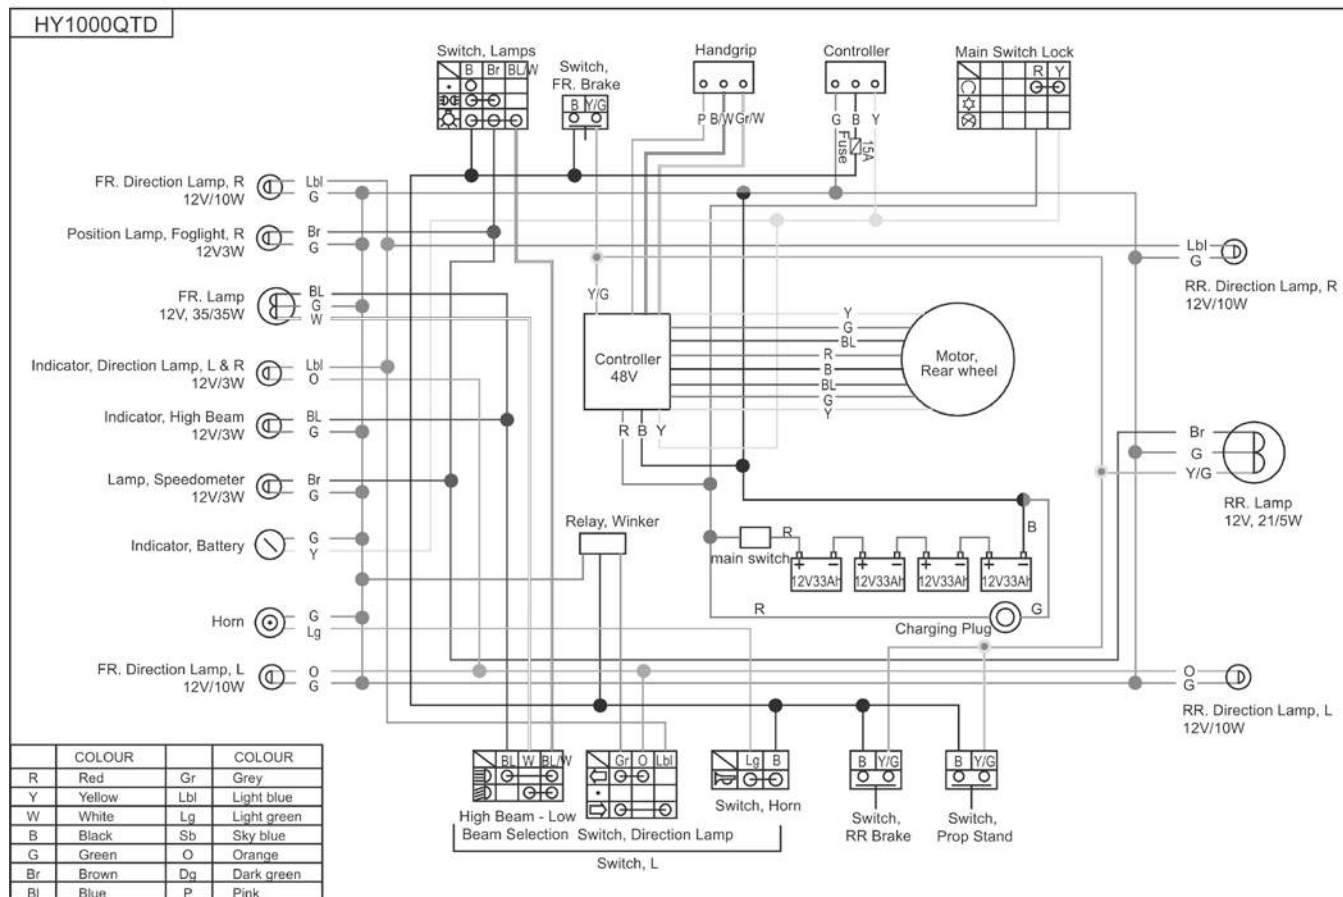 HY1000QTD
Switch, Lamps
B Br BL/W
Switch,
FR. Brake
B Y/G
Handgrip
P B/W Gr/W
Controller
G B Y
Fuse
15A
Main Switch Lock
R Y
FR. Direction Lamp, R
12V/10W
Lbl
G
Position Lamp, Foglight, R
12V3W
Br
G
FR. Lamp
12V, 35/35W
BL
G
W
Indicator, Direction Lamp, L & R
12V/3W
Lbl
O
Indicator, High Beam
12V/3W
BL
G
Lamp, Speedometer
12V/3W
Br
G
Indicator, Battery
G
Y
Horn
G
Lg
FR. Direction Lamp, L
12V/10W
O
G
Y/G
Controller
48V
R B Y
Y
G
BL
R
B
BL
G
Y
Motor,
Rear wheel
Lbl
G
RR. Direction Lamp, R
12V/10W
Br
G
Y/G
RR. Lamp
12V, 21/5W
O
G
RR. Direction Lamp, L
12V/10W
Relay, Winker
main switch
R
B
+ − + − + − + −
12V33Ah 12V33Ah 12V33Ah 12V33Ah
R
G
Charging Plug
BL W BL/W
High Beam - Low
Beam Selection
Gr O Lbl
Switch, Direction Lamp
Lg B
Switch, Horn
Switch, L
B Y/G
Switch,
RR Brake
B Y/G
Switch,
Prop Stand
COLOUR COLOUR
R Red Gr Grey
Y Yellow Lbl Light blue
W White Lg Light green
B Black Sb Sky blue
G Green O Orange
Br Brown Dg Dark green
Bl Blue P Pink